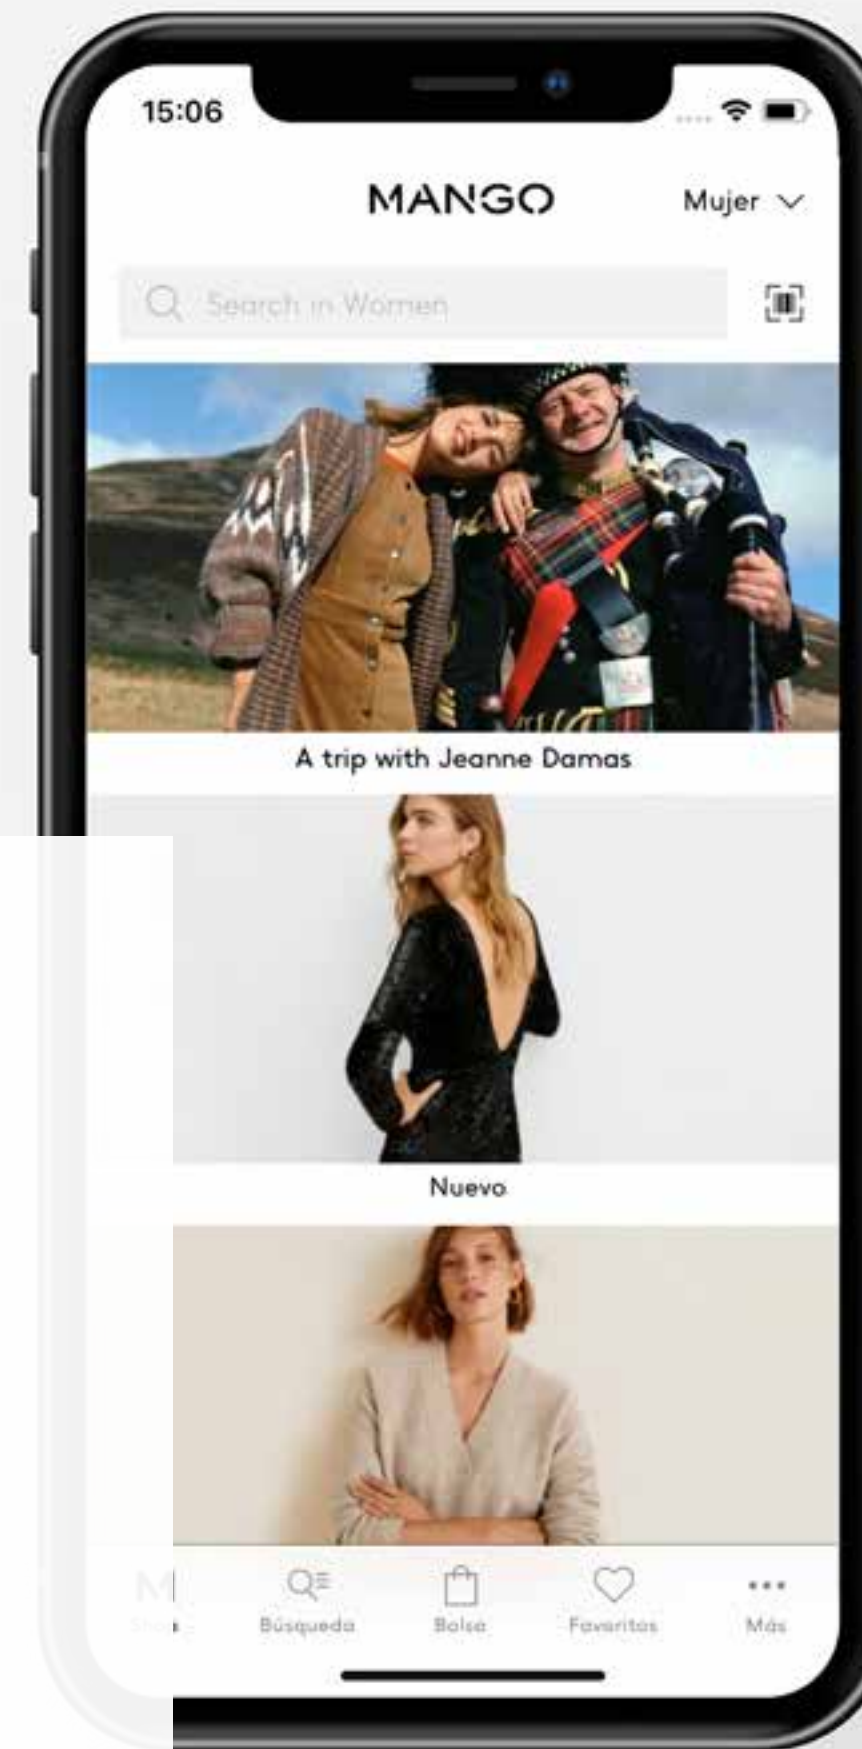 15:06
MANGO
Mujer
Search in Women
A trip with Jeanne Damas
Nuevo
Búsqueda
Bolsa
Favoritos
Más